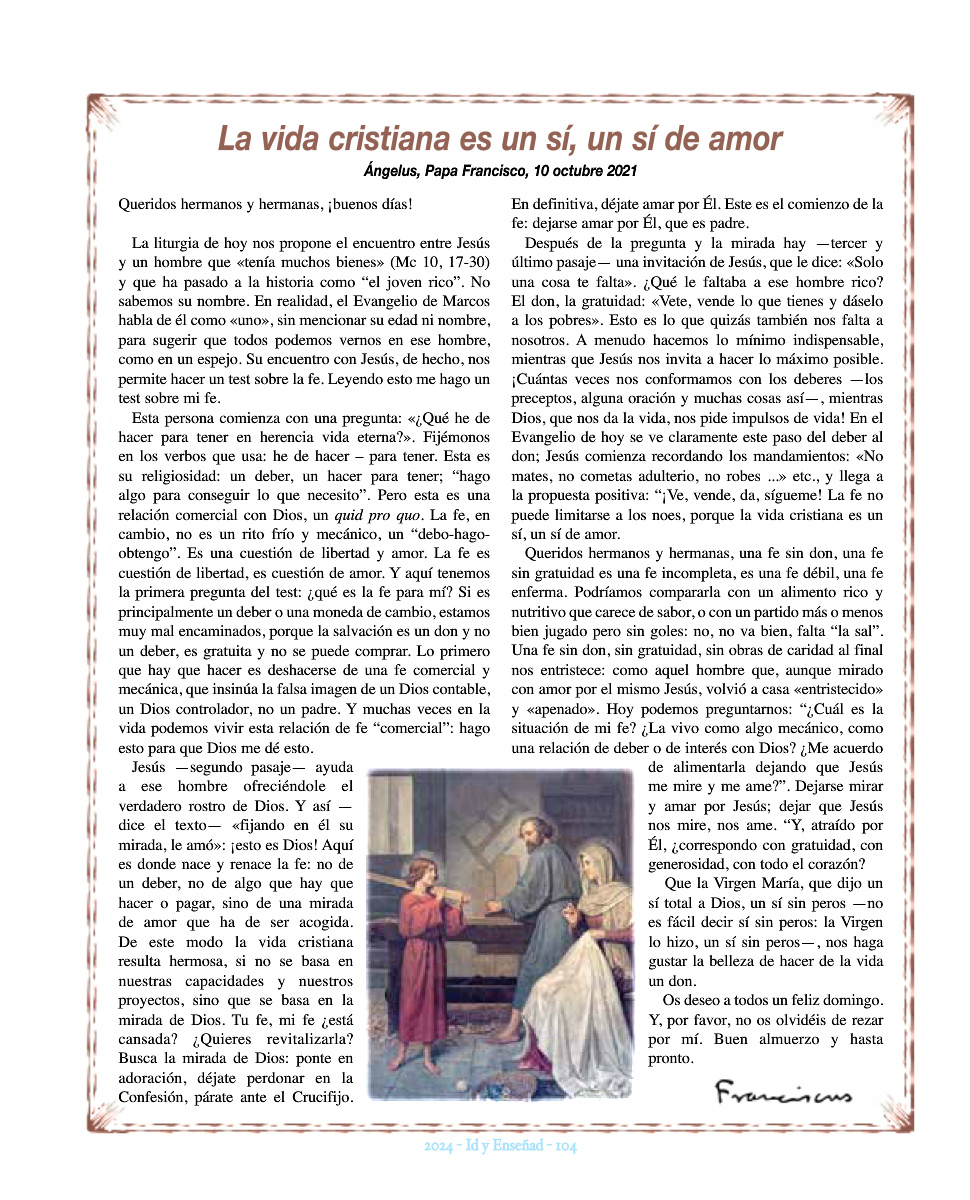 La vida cristiana es un sí, un sí de amor
Ángelus, Papa Francisco, 10 octubre 2021
Queridos hermanos y hermanas, ¡buenos días!
La liturgia de hoy nos propone el encuentro entre Jesús
y un hombre que «tenía muchos bienes» (Mc 10, 17-30)
y que ha pasado a la historia como “el joven rico”. No
sabemos su nombre. En realidad, el Evangelio de Marcos
habla de él como «uno», sin mencionar su edad ni nombre,
para sugerir que todos podemos vernos en ese hombre,
como en un espejo. Su encuentro con Jesús, de hecho, nos
permite hacer un test sobre la fe. Leyendo esto me hago un
test sobre mi fe.
Esta persona comienza con una pregunta: «¿Qué he de
hacer para tener en herencia vida eterna?». Fijémonos
en los verbos que usa: he de hacer – para tener. Esta es
su religiosidad: un deber, un hacer para tener; “hago
algo para conseguir lo que necesito”. Pero esta es una
relación comercial con Dios, un quid pro quo. La fe, en
cambio, no es un rito frío y mecánico, un “debo-hago-
obtengo”. Es una cuestión de libertad y amor. La fe es
cuestión de libertad, es cuestión de amor. Y aquí tenemos
la primera pregunta del test: ¿qué es la fe para mí? Si es
principalmente un deber o una moneda de cambio, estamos
muy mal encaminados, porque la salvación es un don y no
un deber, es gratuita y no se puede comprar. Lo primero
que hay que hacer es deshacerse de una fe comercial y
mecánica, que insinúa la falsa imagen de un Dios contable,
un Dios controlador, no un padre. Y muchas veces en la
vida podemos vivir esta relación de fe “comercial”: hago
esto para que Dios me dé esto.
Jesús —segundo pasaje— ayuda
a ese hombre ofreciéndole el
verdadero rostro de Dios. Y así —
dice el texto— «fijando en él su
mirada, le amó»: ¡esto es Dios! Aquí
es donde nace y renace la fe: no de
un deber, no de algo que hay que
hacer o pagar, sino de una mirada
de amor que ha de ser acogida.
De este modo la vida cristiana
resulta hermosa, si no se basa en
nuestras capacidades y nuestros
proyectos, sino que se basa en la
mirada de Dios. Tu fe, mi fe ¿está
cansada? ¿Quieres revitalizarla?
Busca la mirada de Dios: ponte en
adoración, déjate perdonar en la
Confesión, párate ante el Crucifijo.
En definitiva, déjate amar por Él. Este es el comienzo de la
fe: dejarse amar por Él, que es padre.
Después de la pregunta y la mirada hay —tercer y
último pasaje— una invitación de Jesús, que le dice: «Solo
una cosa te falta». ¿Qué le faltaba a ese hombre rico?
El don, la gratuidad: «Vete, vende lo que tienes y dáselo
a los pobres». Esto es lo que quizás también nos falta a
nosotros. A menudo hacemos lo mínimo indispensable,
mientras que Jesús nos invita a hacer lo máximo posible.
¡Cuántas veces nos conformamos con los deberes —los
preceptos, alguna oración y muchas cosas así—, mientras
Dios, que nos da la vida, nos pide impulsos de vida! En el
Evangelio de hoy se ve claramente este paso del deber al
don; Jesús comienza recordando los mandamientos: «No
mates, no cometas adulterio, no robes ...» etc., y llega a
la propuesta positiva: “¡Ve, vende, da, sígueme! La fe no
puede limitarse a los noes, porque la vida cristiana es un
sí, un sí de amor.
Queridos hermanos y hermanas, una fe sin don, una fe
sin gratuidad es una fe incompleta, es una fe débil, una fe
enferma. Podríamos compararla con un alimento rico y
nutritivo que carece de sabor, o con un partido más o menos
bien jugado pero sin goles: no, no va bien, falta “la sal”.
Una fe sin don, sin gratuidad, sin obras de caridad al final
nos entristece: como aquel hombre que, aunque mirado
con amor por el mismo Jesús, volvió a casa «entristecido»
y «apenado». Hoy podemos preguntarnos: “¿Cuál es la
situación de mi fe? ¿La vivo como algo mecánico, como
una relación de deber o de interés con Dios? ¿Me acuerdo
de alimentarla dejando que Jesús
me mire y me ame?”. Dejarse mirar
y amar por Jesús; dejar que Jesús
nos mire, nos ame. “Y, atraído por
Él, ¿correspondo con gratuidad, con
generosidad, con todo el corazón?
Que la Virgen María, que dijo un
sí total a Dios, un sí sin peros —no
es fácil decir sí sin peros: la Virgen
lo hizo, un sí sin peros—, nos haga
gustar la belleza de hacer de la vida
un don.
Os deseo a todos un feliz domingo.
Y, por favor, no os olvidéis de rezar
por mí. Buen almuerzo y hasta
pronto.
Franciscus
2024 - Id y Enseñad - 104